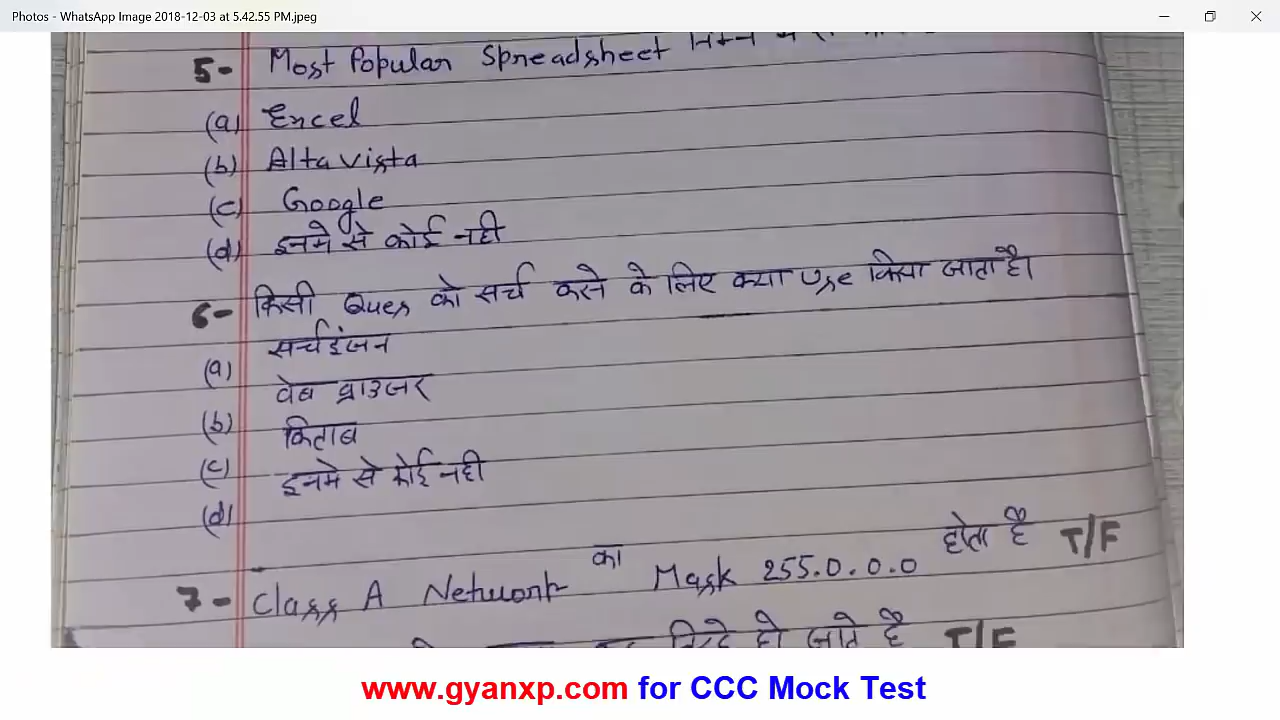 Photos - WhatsApp Image 2018-12-03 at 5.42.55 PM.jpeg
5- Most Popular Spreadsheet
(a) Excel
(b) Altavista
(c) Google
(d) इनमे से कोई नही
6- किसी Ques को सर्च करने के लिए क्या Use किया जाता है।
(a) सर्च इंजन
(b) वेब ब्राउजर
(c) किताब
(d) इनमे से कोई नही
7- Class A Network का Mask 255.0.0.0 होता है T/F
हो जाते है T/F
www.gyanxp.com for CCC Mock Test